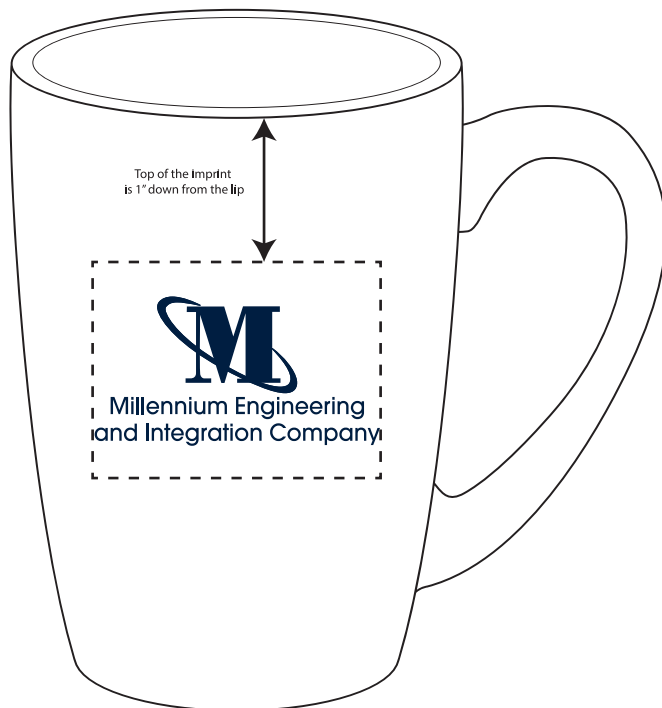 Top of the imprint
is 1" down from the lip
M
Millennium Engineering
and Integration Company